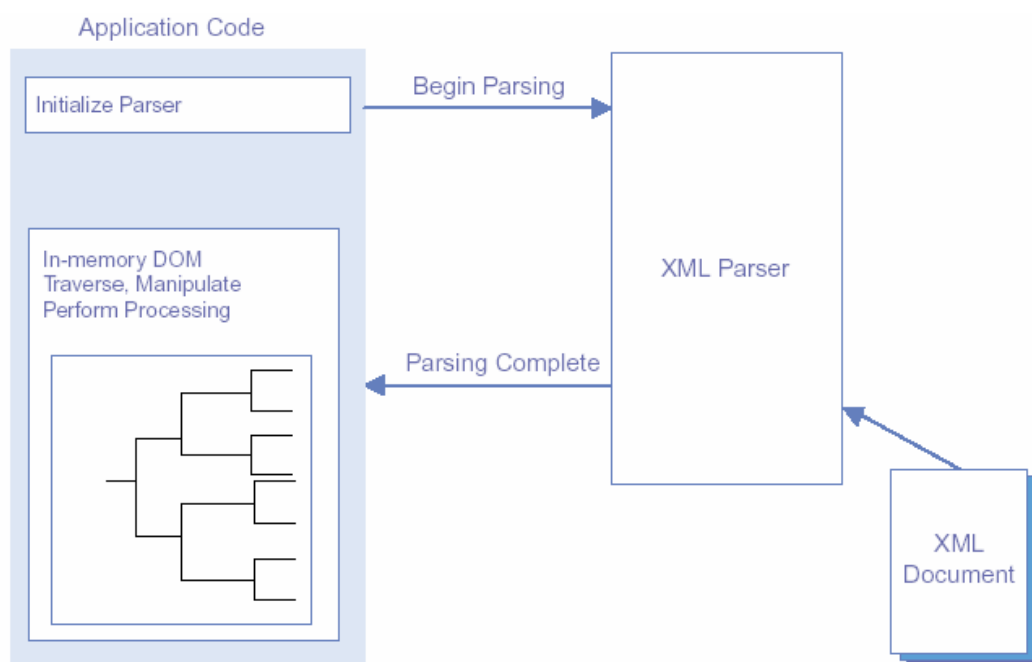 Application Code
Initialize Parser
Begin Parsing
In-memory DOM
Traverse, Manipulate
Perform Processing
XML Parser
Parsing Complete
XML
Document